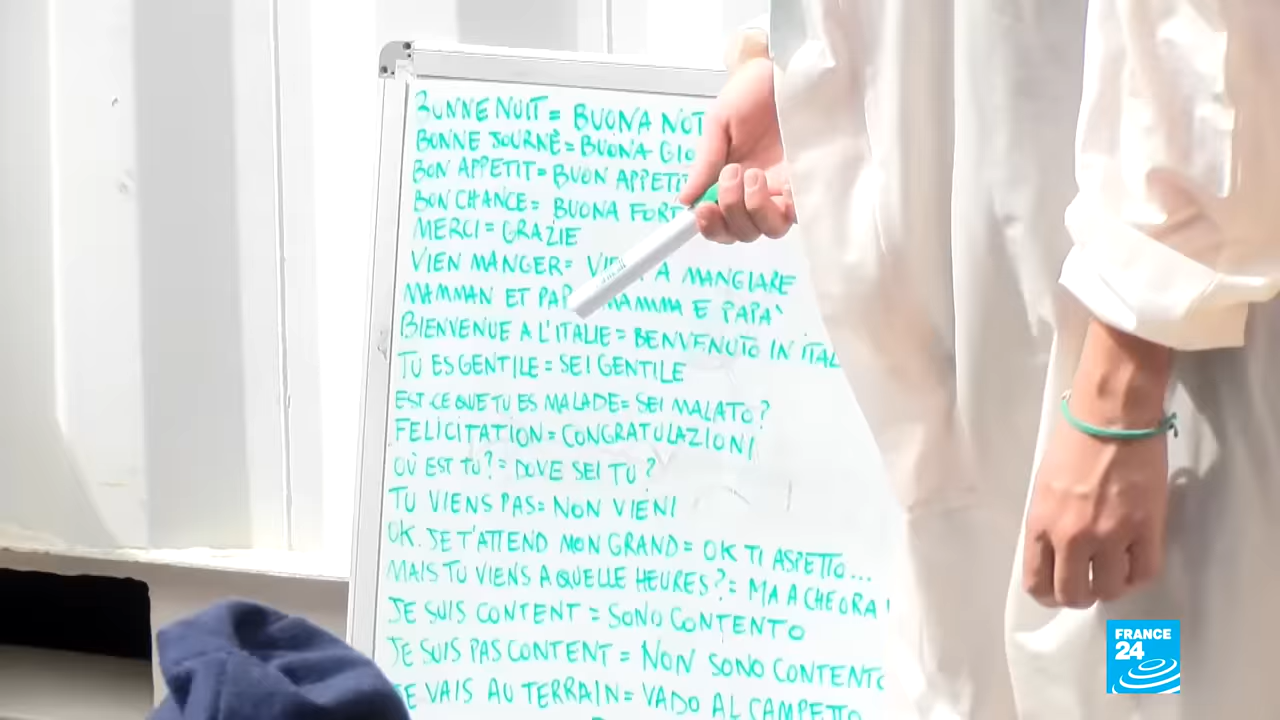 BONNE NUIT = BUONA NOT
BONNE JOURNÈ = BUONA GIO
BON APPETIT = BUON APPETIT
BON CHANCE = BUONA FORT
MERCI = GRAZIE
VIEN MANGER = VIE A MANGIARE
MAMMAN ET PAP MAMMA E PAPA`
BIENVENUE A L'ITALIE = BENVENUTO IN ITAL
TU ES GENTILE = SEI GENTILE
EST CE QUE TU ES MALADE = SEI MALATO?
FELICITATION = CONGRATULAZIONI
OÙ EST TU? = DOVE SEI TU?
TU VIENS PAS = NON VIENI
OK. JE T'ATTEND MON GRAND = OK TI ASPETTO...
MAIS TU VIENS A QUELLE HEURES? = MA A CHE ORA
JE SUIS CONTENT = SONO CONTENTO
JE SUIS PAS CONTENT = NON SONO CONTENTO
JE VAIS AU TERRAIN = VADO AL CAMPETTO
FRANCE
24